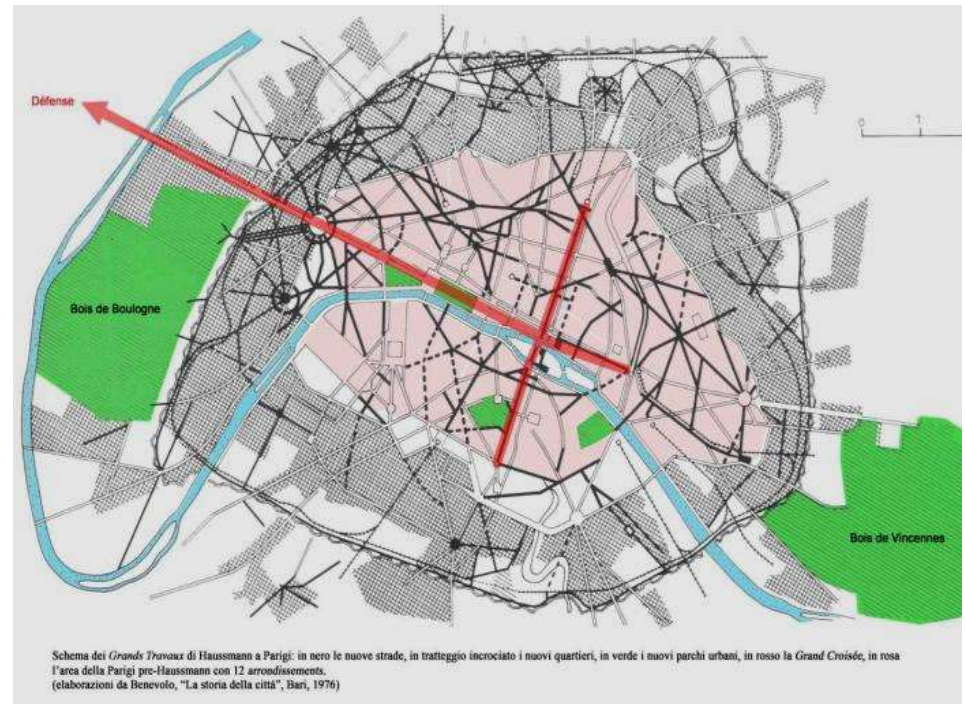 Défense
0 1
Bois de Boulogne
Bois de Vincennes
Schema dei Grands Travaux di Haussmann a Parigi: in nero le nuove strade, in tratteggio incrociato i nuovi quartieri, in verde i nuovi parchi urbani, in rosso la Grand Croisée, in rosa
l'area della Parigi pre-Haussmann con 12 arrondissements.
(elaborazioni da Benevolo, "La storia della città", Bari, 1976)